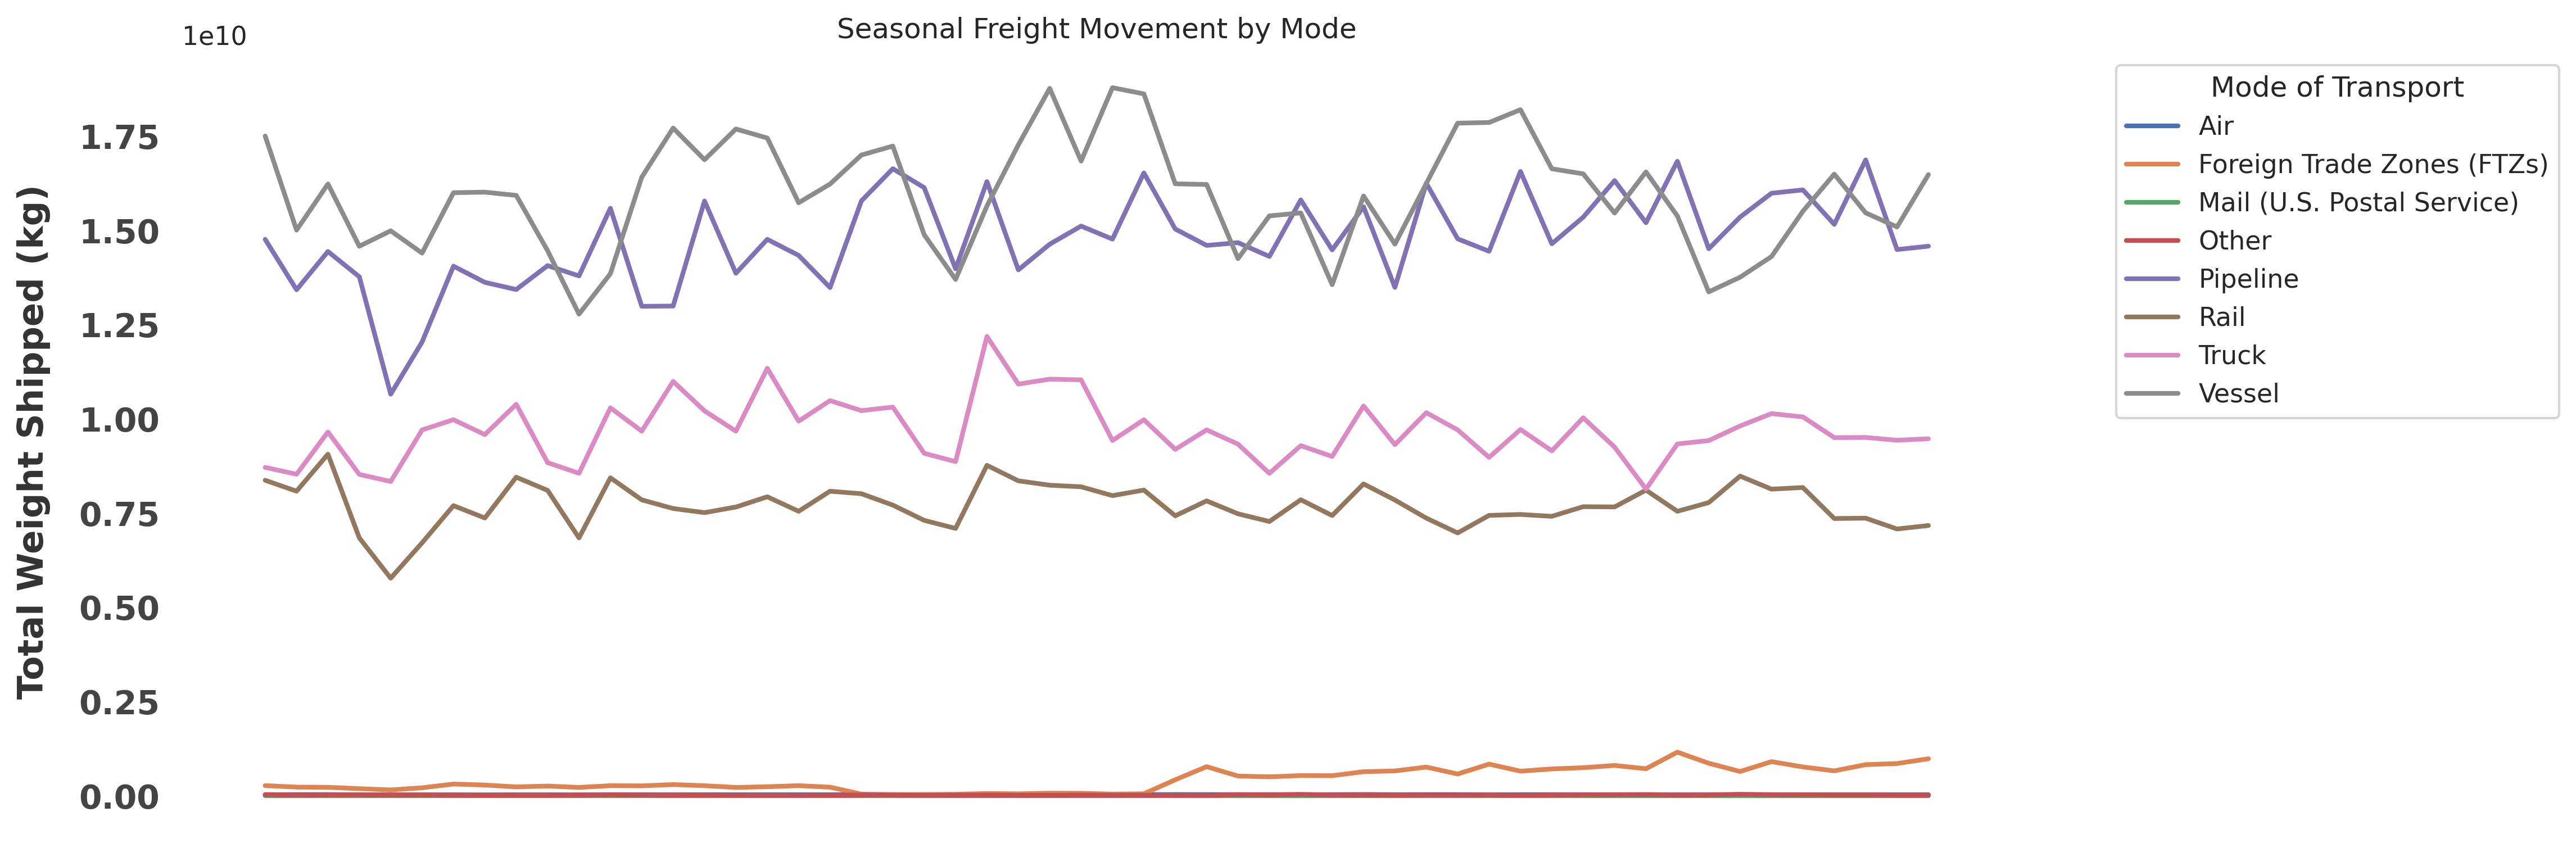 Seasonal Freight Movement by Mode
1e10
1.75
1.50
1.25
1.00
0.75
0.50
0.25
0.00
Total Weight Shipped (kg)
Mode of Transport
Air
Foreign Trade Zones (FTZs)
Mail (U.S. Postal Service)
Other
Pipeline
Rail
Truck
Vessel